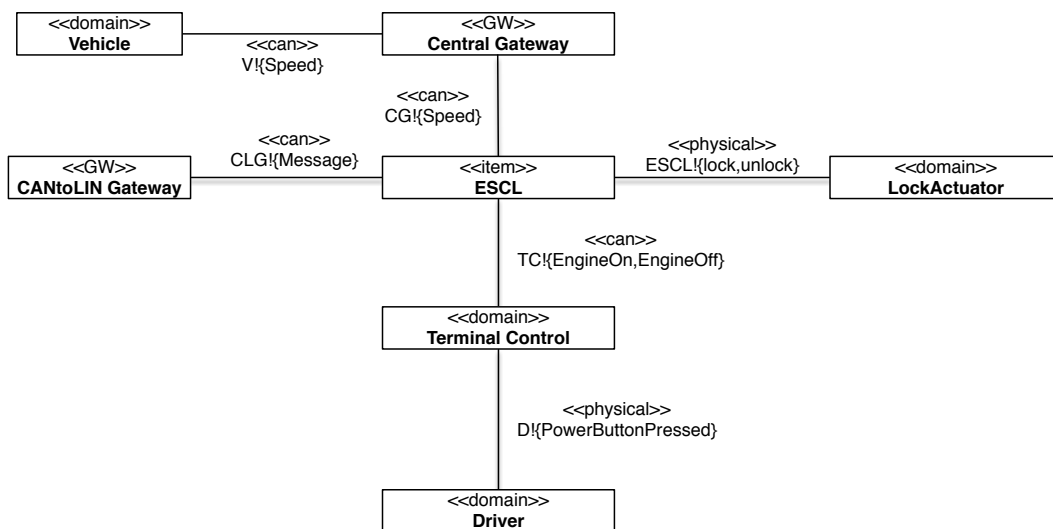 <<domain>>
Vehicle
<<can>>
V!{Speed}
<<GW>>
Central Gateway
<<can>>
CG!{Speed}
<<GW>>
CANtoLIN Gateway
<<can>>
CLG!{Message}
<<item>>
ESCL
<<physical>>
ESCL!{lock,unlock}
<<domain>>
LockActuator
<<can>>
TC!{EngineOn,EngineOff}
<<domain>>
Terminal Control
<<physical>>
D!{PowerButtonPressed}
<<domain>>
Driver